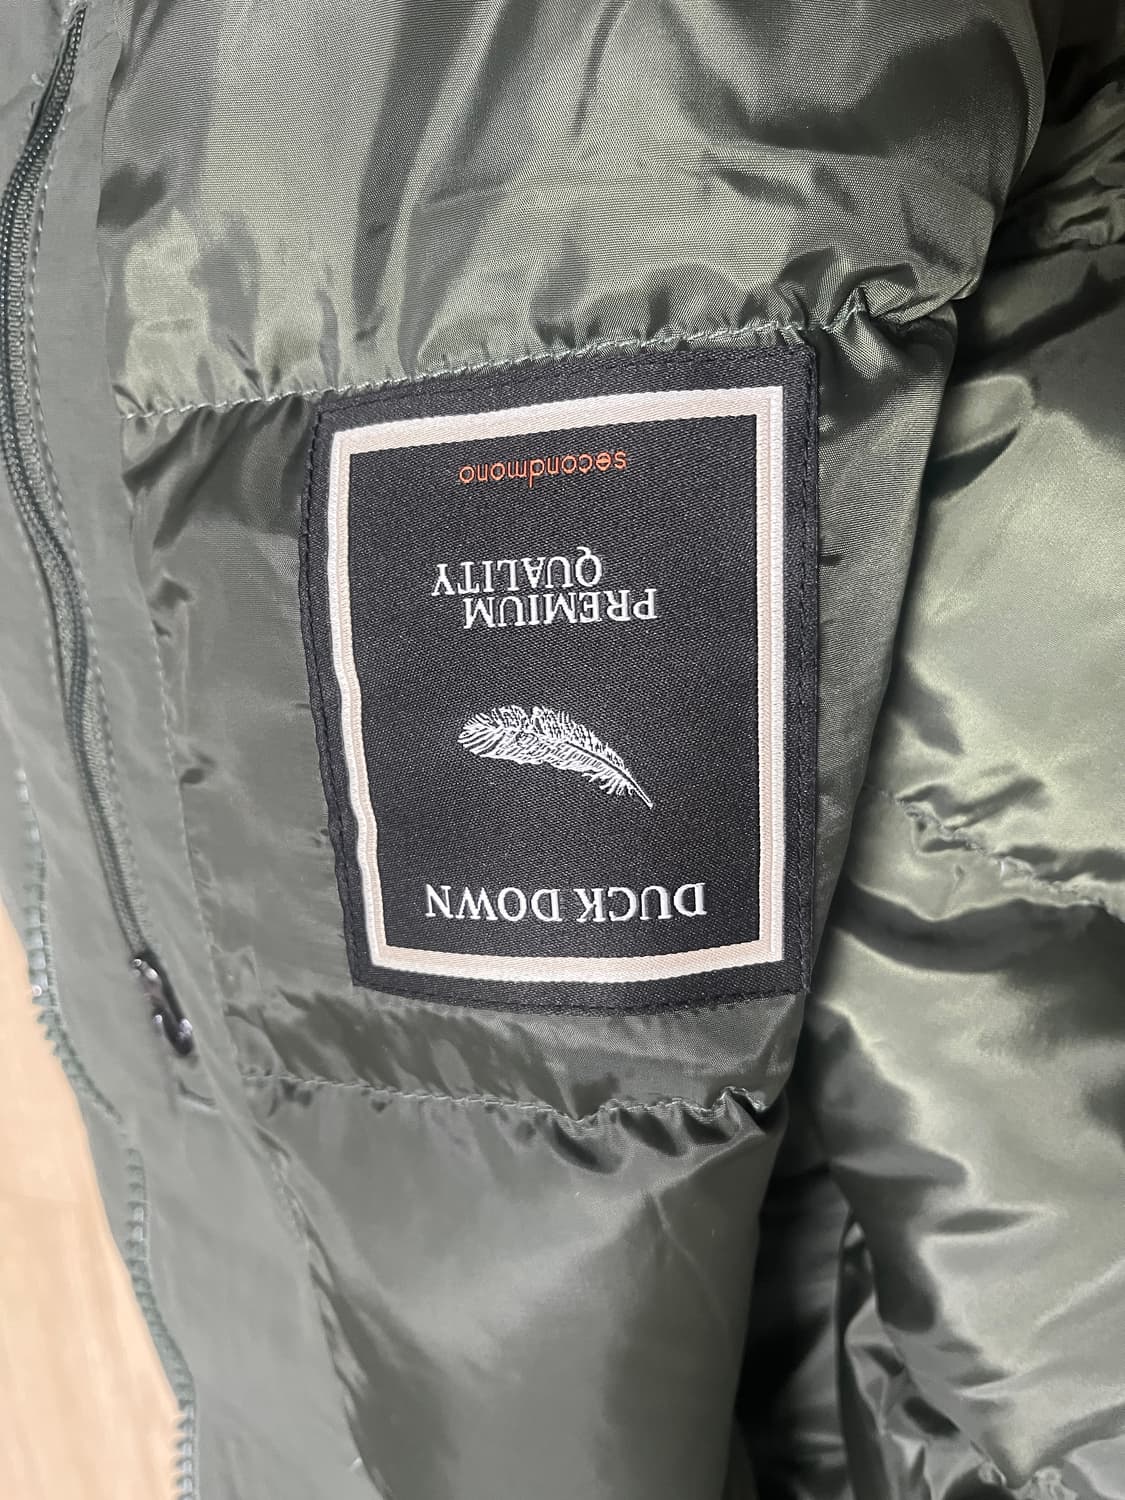 DUCK DOWN
PREMIUM
QUALITY
secondmono